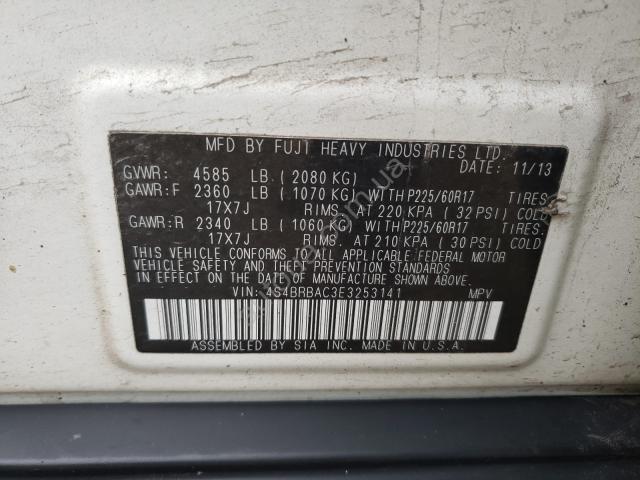 MFD BY FUJI HEAVY INDUSTRIES LTD.
DATE: 11/13
GVWR: 4585 LB (2080 KG)
GAWR:F 2360 LB (1070 KG) WITH P225/60R17 TIRES
17X7J RIMS. AT 220 KPA (32 PSI) COLD
GAWR:R 2340 LB (1060 KG) WITH P225/60R17 TIRES
17X7J RIMS. AT 210 KPA (30 PSI) COLD
THIS VEHICLE CONFORMS TO ALL APPLICABLE FEDERAL MOTOR
VEHICLE SAFETY AND THEFT PREVENTION STANDARDS
IN EFFECT ON THE DATE OF MANUFACTURE SHOWN ABOVE.
VIN: 4S4BRBAC3E3253141 MPV
ASSEMBLED BY SIA INC. MADE IN U.S.A.